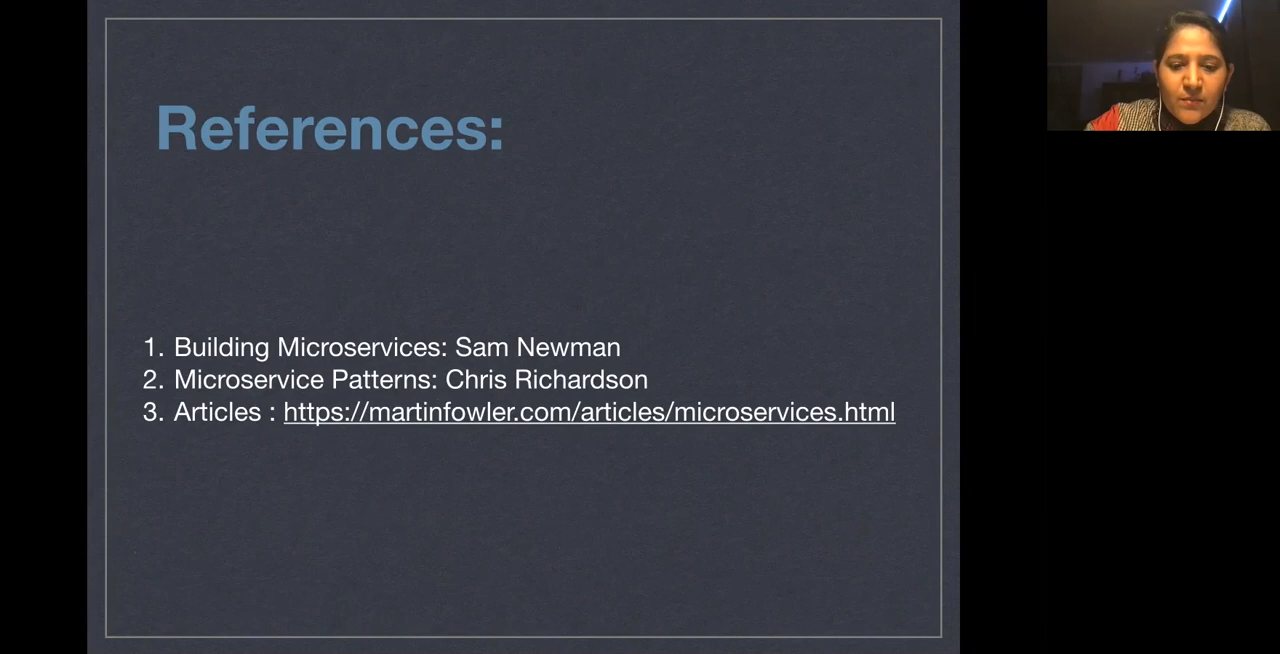 References:
1. Building Microservices: Sam Newman
2. Microservice Patterns: Chris Richardson
3. Articles : https://martinfowler.com/articles/microservices.html